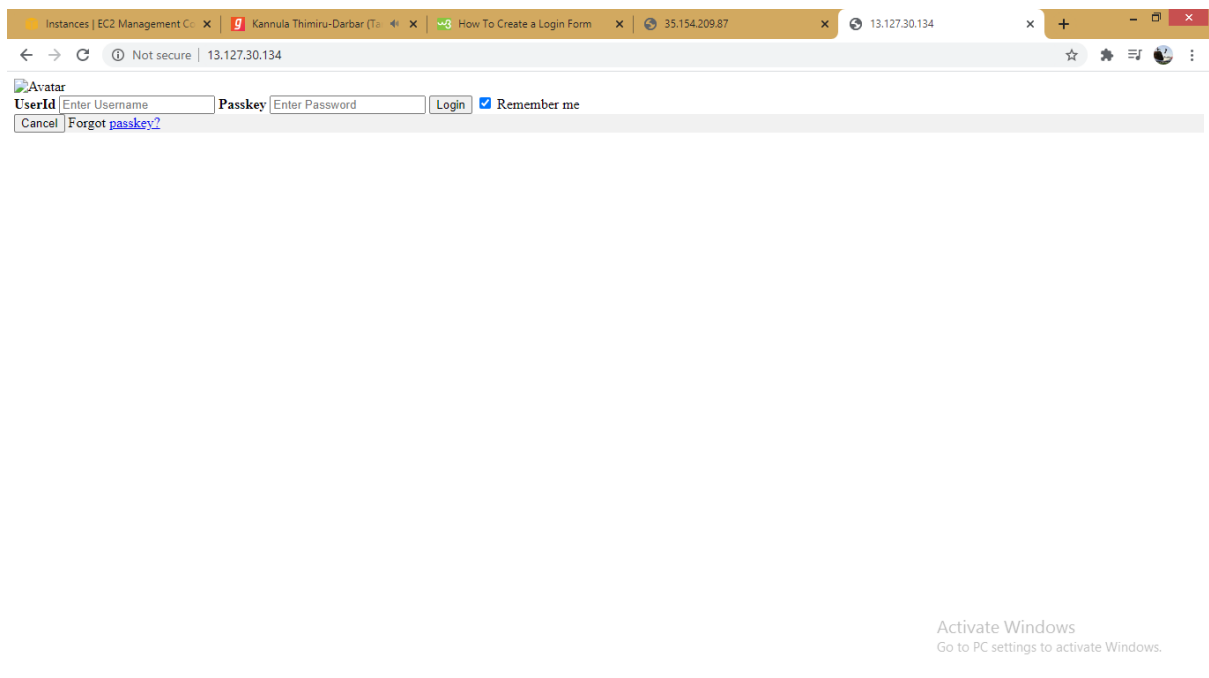 Instances | EC2 Management Co
Kannula Thimiru-Darbar (Ta
How To Create a Login Form
35.154.209.87
13.127.30.134
Not secure | 13.127.30.134
Avatar
UserId Enter Username Passkey Enter Password Login Remember me
Cancel Forgot passkey?
Activate Windows
Go to PC settings to activate Windows.